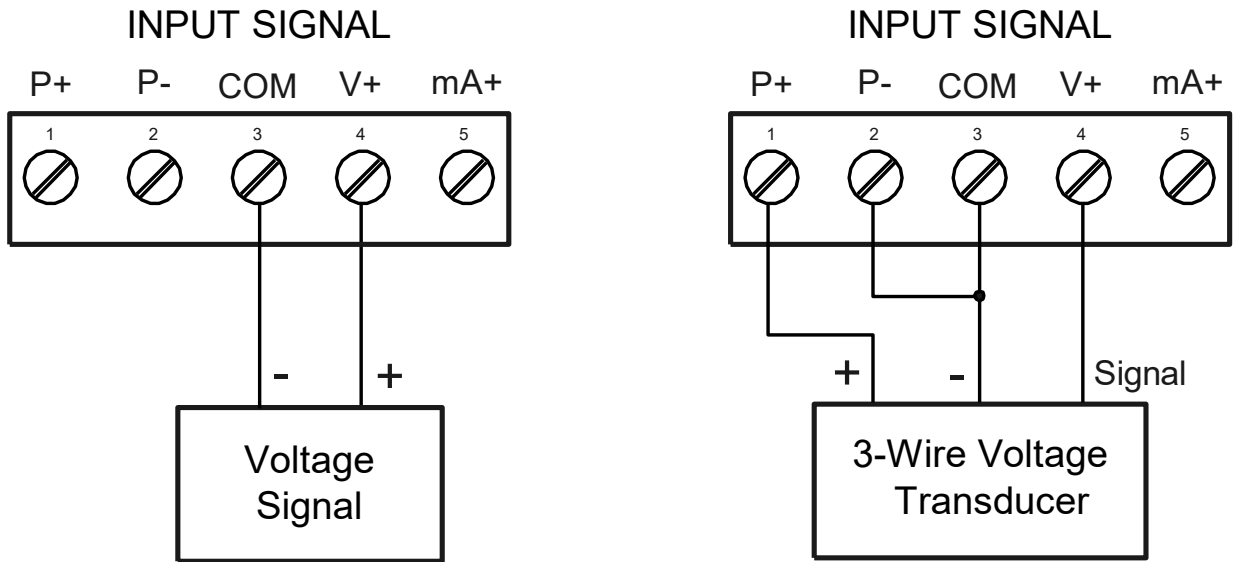 INPUT SIGNAL
P+ P- COM V+ mA+
1 2 3 4 5
- +
Voltage
Signal
INPUT SIGNAL
P+ P- COM V+ mA+
1 2 3 4 5
+ - Signal
3-Wire Voltage
Transducer